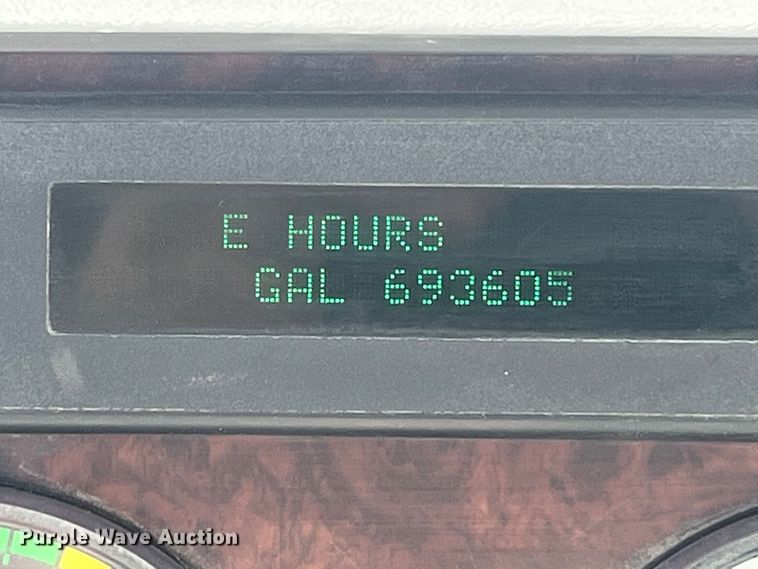 E HOURS
GAL 693605
Purple Wave Auction